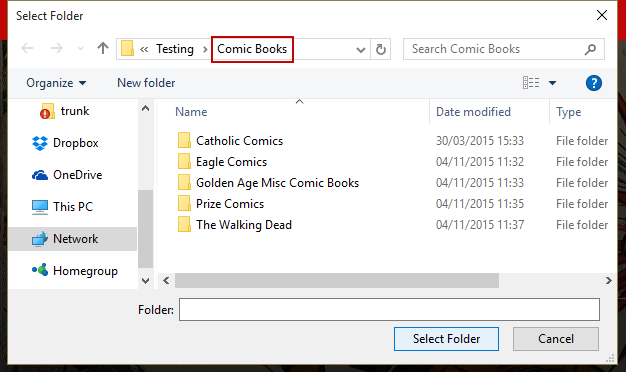 Select Folder
« Testing > Comic Books Search Comic Books
Organize New folder ?
Name Date modified Type
trunk
Catholic Comics 30/03/2015 15:33 File folder
Dropbox
Eagle Comics 04/11/2015 11:32 File folder
OneDrive
Golden Age Misc Comic Books 04/11/2015 11:33 File folder
This PC
Prize Comics 04/11/2015 11:35 File folder
Network
The Walking Dead 04/11/2015 11:37 File folder
Homegroup
Folder:
Select Folder Cancel